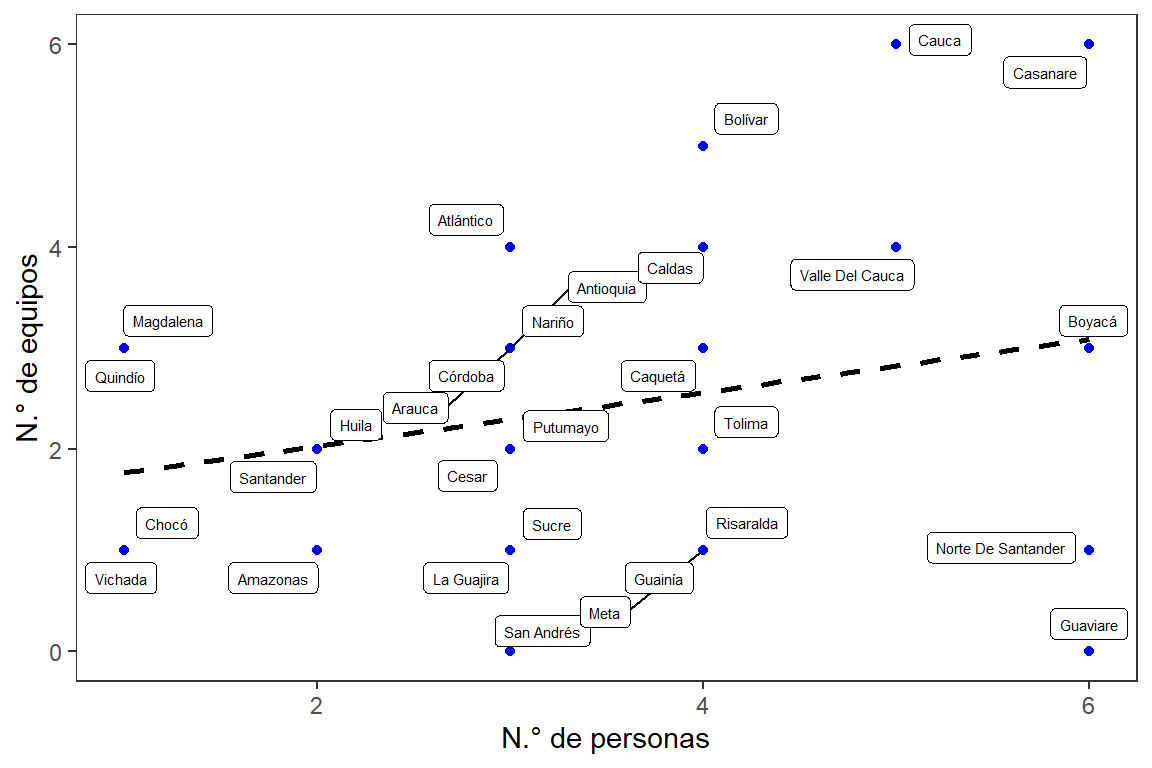 6
Cauca
Casanare
Bolívar
Atlántico
4
Caldas
Valle Del Cauca
Antioquia
Magdalena
Nariño
Boyacá
Quindío
Córdoba
Caquetá
Arauca
Huila
Tolima
Putumayo
2
Santander
Cesar
Chocó
Sucre
Risaralda
Norte De Santander
Vichada
Amazonas
La Guajira
Guainía
Meta
San Andrés
Guaviare
0
2
4
6
N.° de personas
N.° de equipos